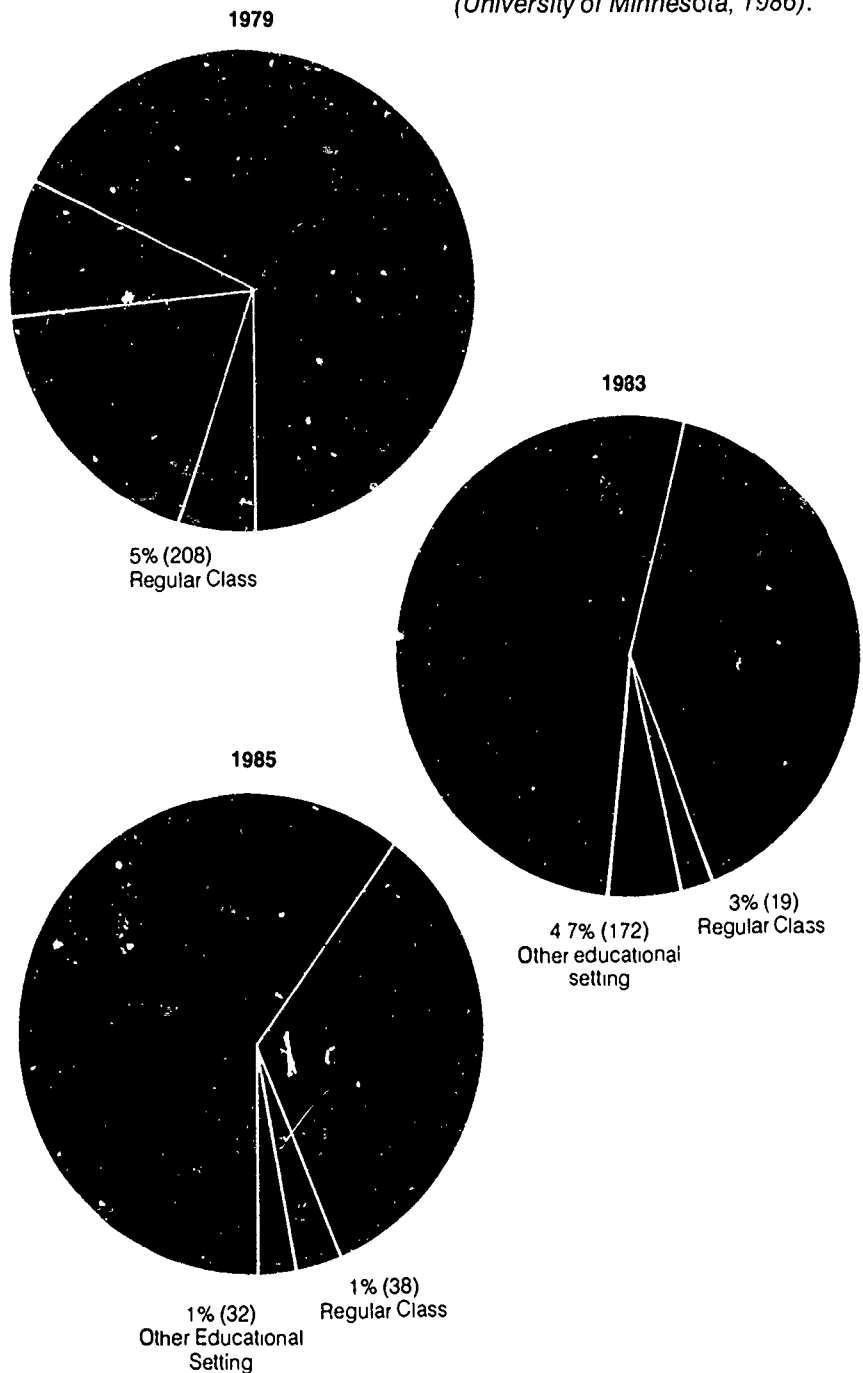 (University of Minnesota, 1986).
1979
5% (208)
Regular Class
1983
4 7% (172)
Other educational
setting
3% (19)
Regular Class
1985
1% (32)
Other Educational
Setting
1% (38)
Regular Class